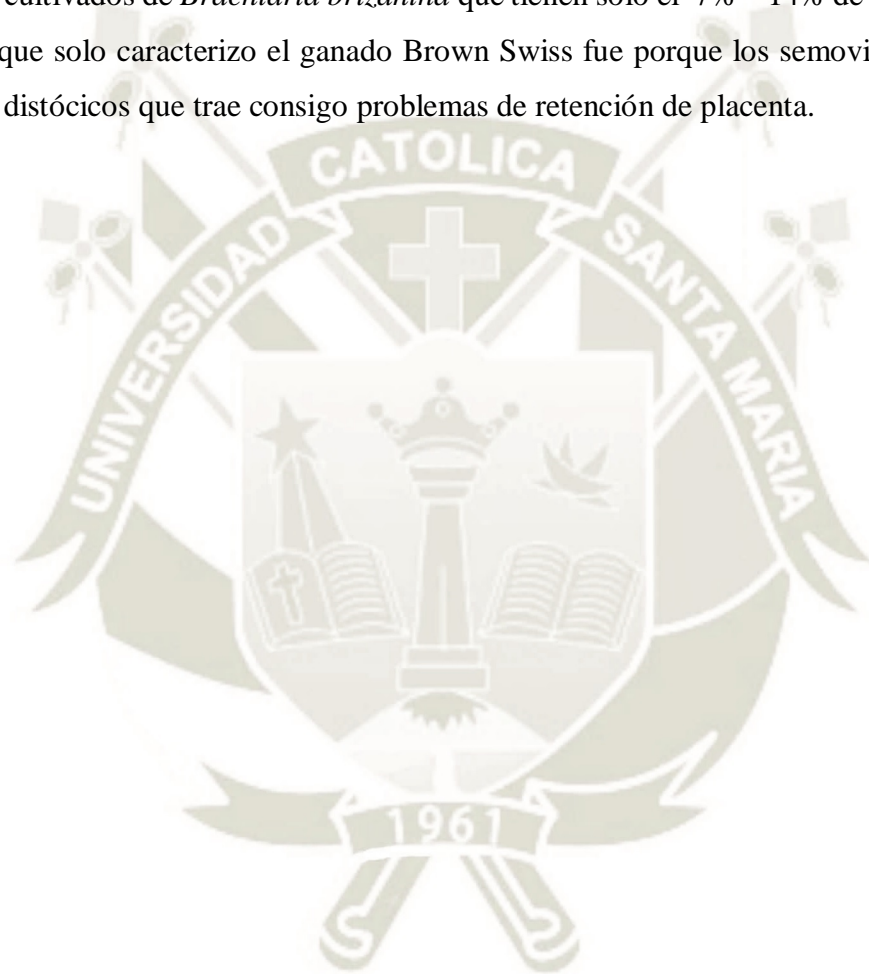 cultivados de Brachiaria brizantha que tienen solo el 7% – 14% de
que solo caracterizo el ganado Brown Swiss fue porque los semovi
distócicos que trae consigo problemas de retención de placenta.
CATOLICA
UNIVERSIDAD
SANTA MARIA
1961